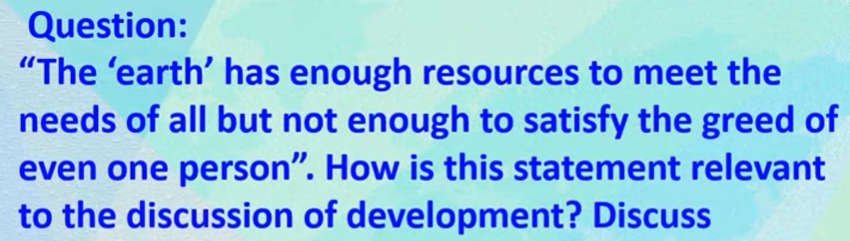 Question:
“The ‘earth’ has enough resources to meet the
needs of all but not enough to satisfy the greed of
even one person”. How is this statement relevant
to the discussion of development? Discuss